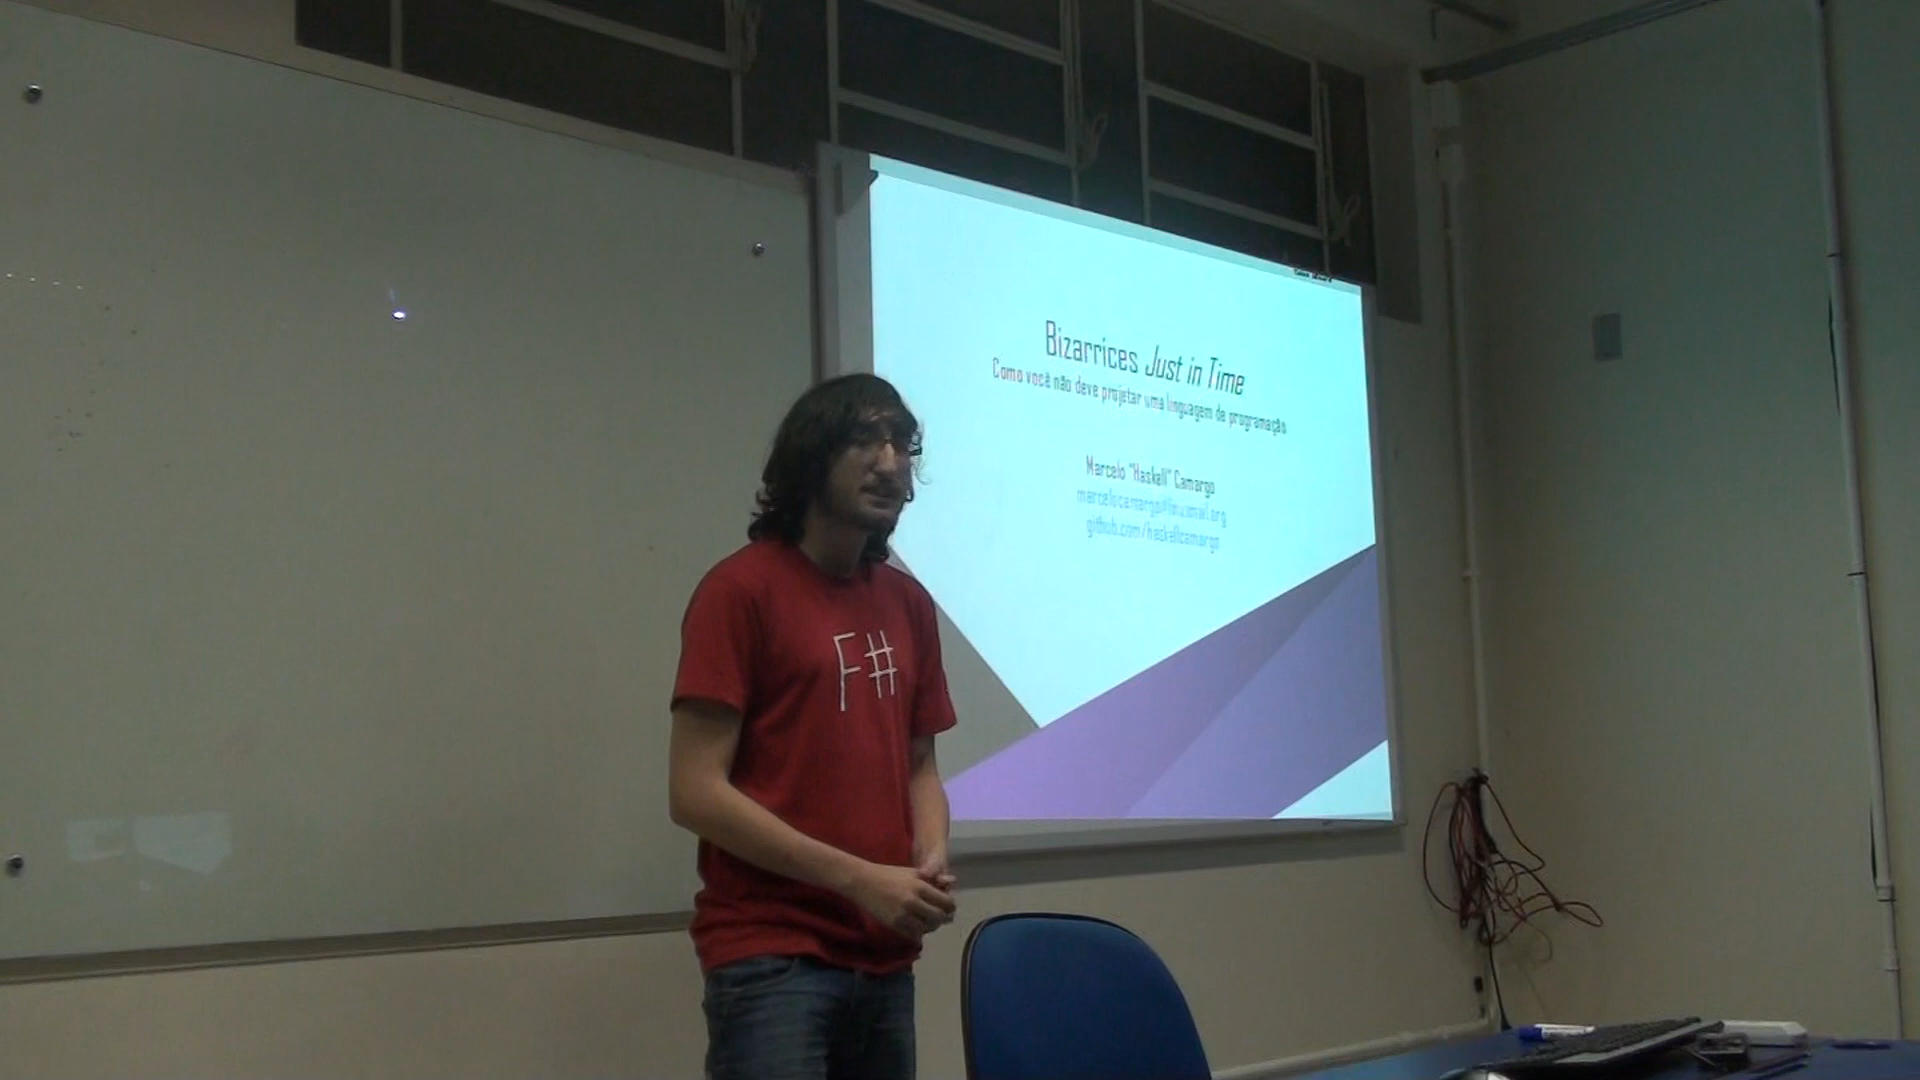 Bizarrices Just in Time
Como você não deve projetar uma linguagem de programação
Marcelo "Haskell" Camargo
github.com/haskellcamargo
F#